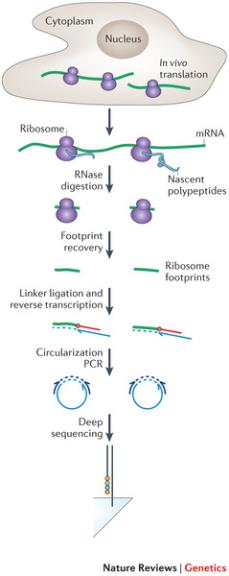 Cytoplasm
Nucleus
In vivo
translation
Ribosome
mRNA
RNase
digestion
Nascent
polypeptides
Footprint
recovery
Ribosome
footprints
Linker ligation and
reverse transcription
Circularization
PCR
Deep
sequencing
Nature Reviews | Genetics